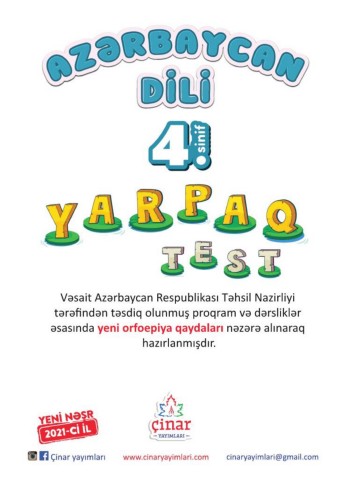 AZƏRBAYCAN
DİLİ
4.sinif
YARPAQ
TEST
Vəsait Azərbaycan Respublikası Təhsil Nazirliyi
tərəfindən təsdiq olunmuş proqram və dərsliklər
əsasında yeni orfoepiya qaydaları nəzərə alınaraq
hazırlanmışdır.
YENİ NƏŞR
2021-Cİ İL
çinar
YAYIMLARI
Çinar yayımları www.cinaryayimlari.com cinaryayimlari@gmail.com